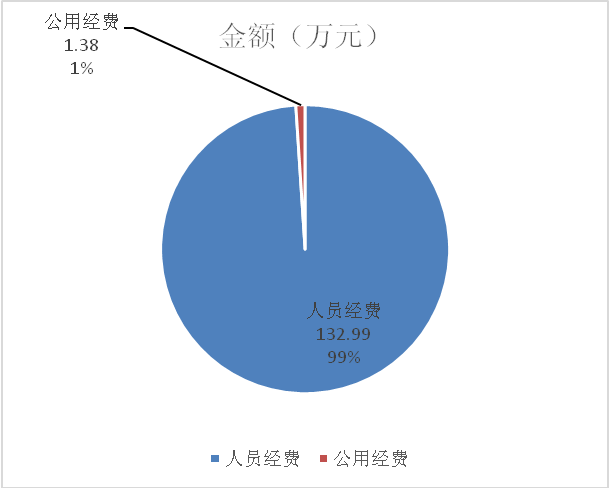 金额（万元）
公用经费
1.38
1%
人员经费
132.99
99%
人员经费
公用经费